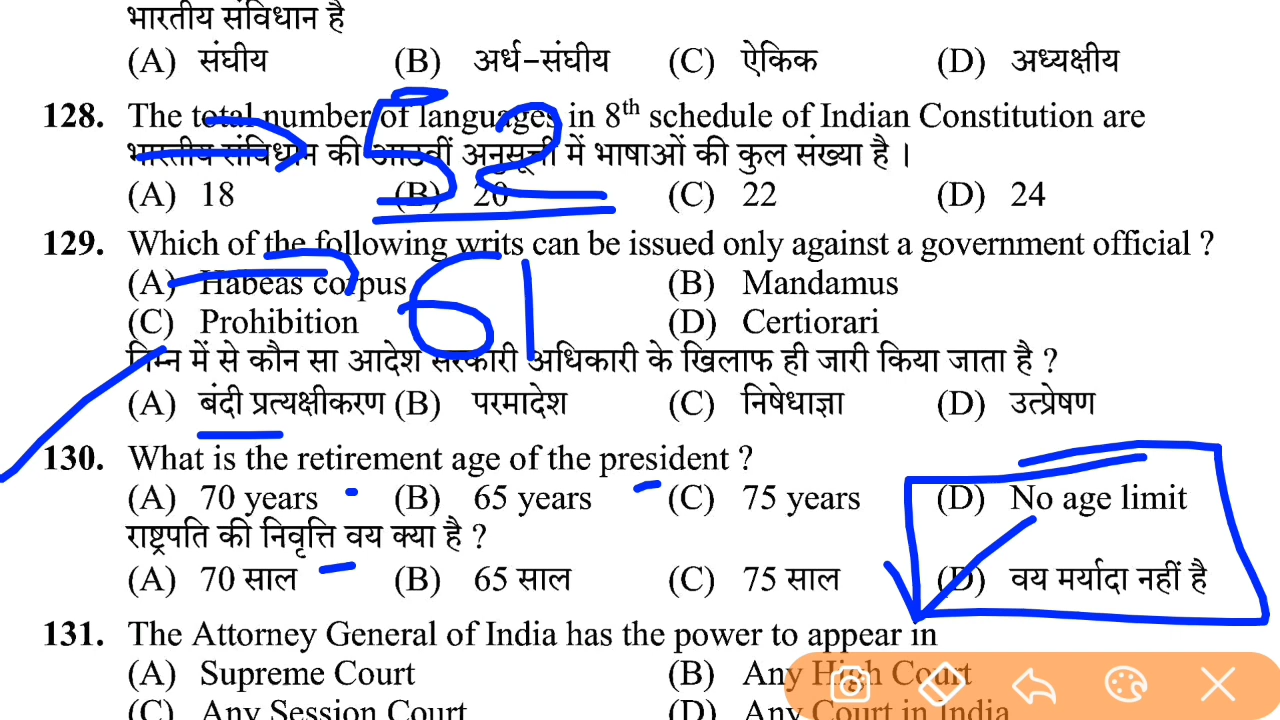 भारतीय संविधान है
(A) संघीय (B) अर्ध-संघीय (C) ऐकिक (D) अध्यक्षीय
128. The total number of languages in 8th schedule of Indian Constitution are
भारतीय संविधान की आठवीं अनुसूची में भाषाओं की कुल संख्या है ।
(A) 18 (B) 20 (C) 22 (D) 24
52
129. Which of the following writs can be issued only against a government official ?
(A) Habeas corpus (B) Mandamus
61
(C) Prohibition (D) Certiorari
निम्न में से कौन सा आदेश सरकारी अधिकारी के खिलाफ ही जारी किया जाता है ?
(A) बंदी प्रत्यक्षीकरण (B) परमादेश (C) निषेधाज्ञा (D) उत्प्रेषण
130. What is the retirement age of the president ?
(A) 70 years (B) 65 years (C) 75 years (D) No age limit
राष्ट्रपति की निवृत्ति वय क्या है ?
(A) 70 साल (B) 65 साल (C) 75 साल (D) वय मर्यादा नहीं है
131. The Attorney General of India has the power to appear in
(A) Supreme Court (B) Any High Court
(C) Any Session Court (D) Any Court in India